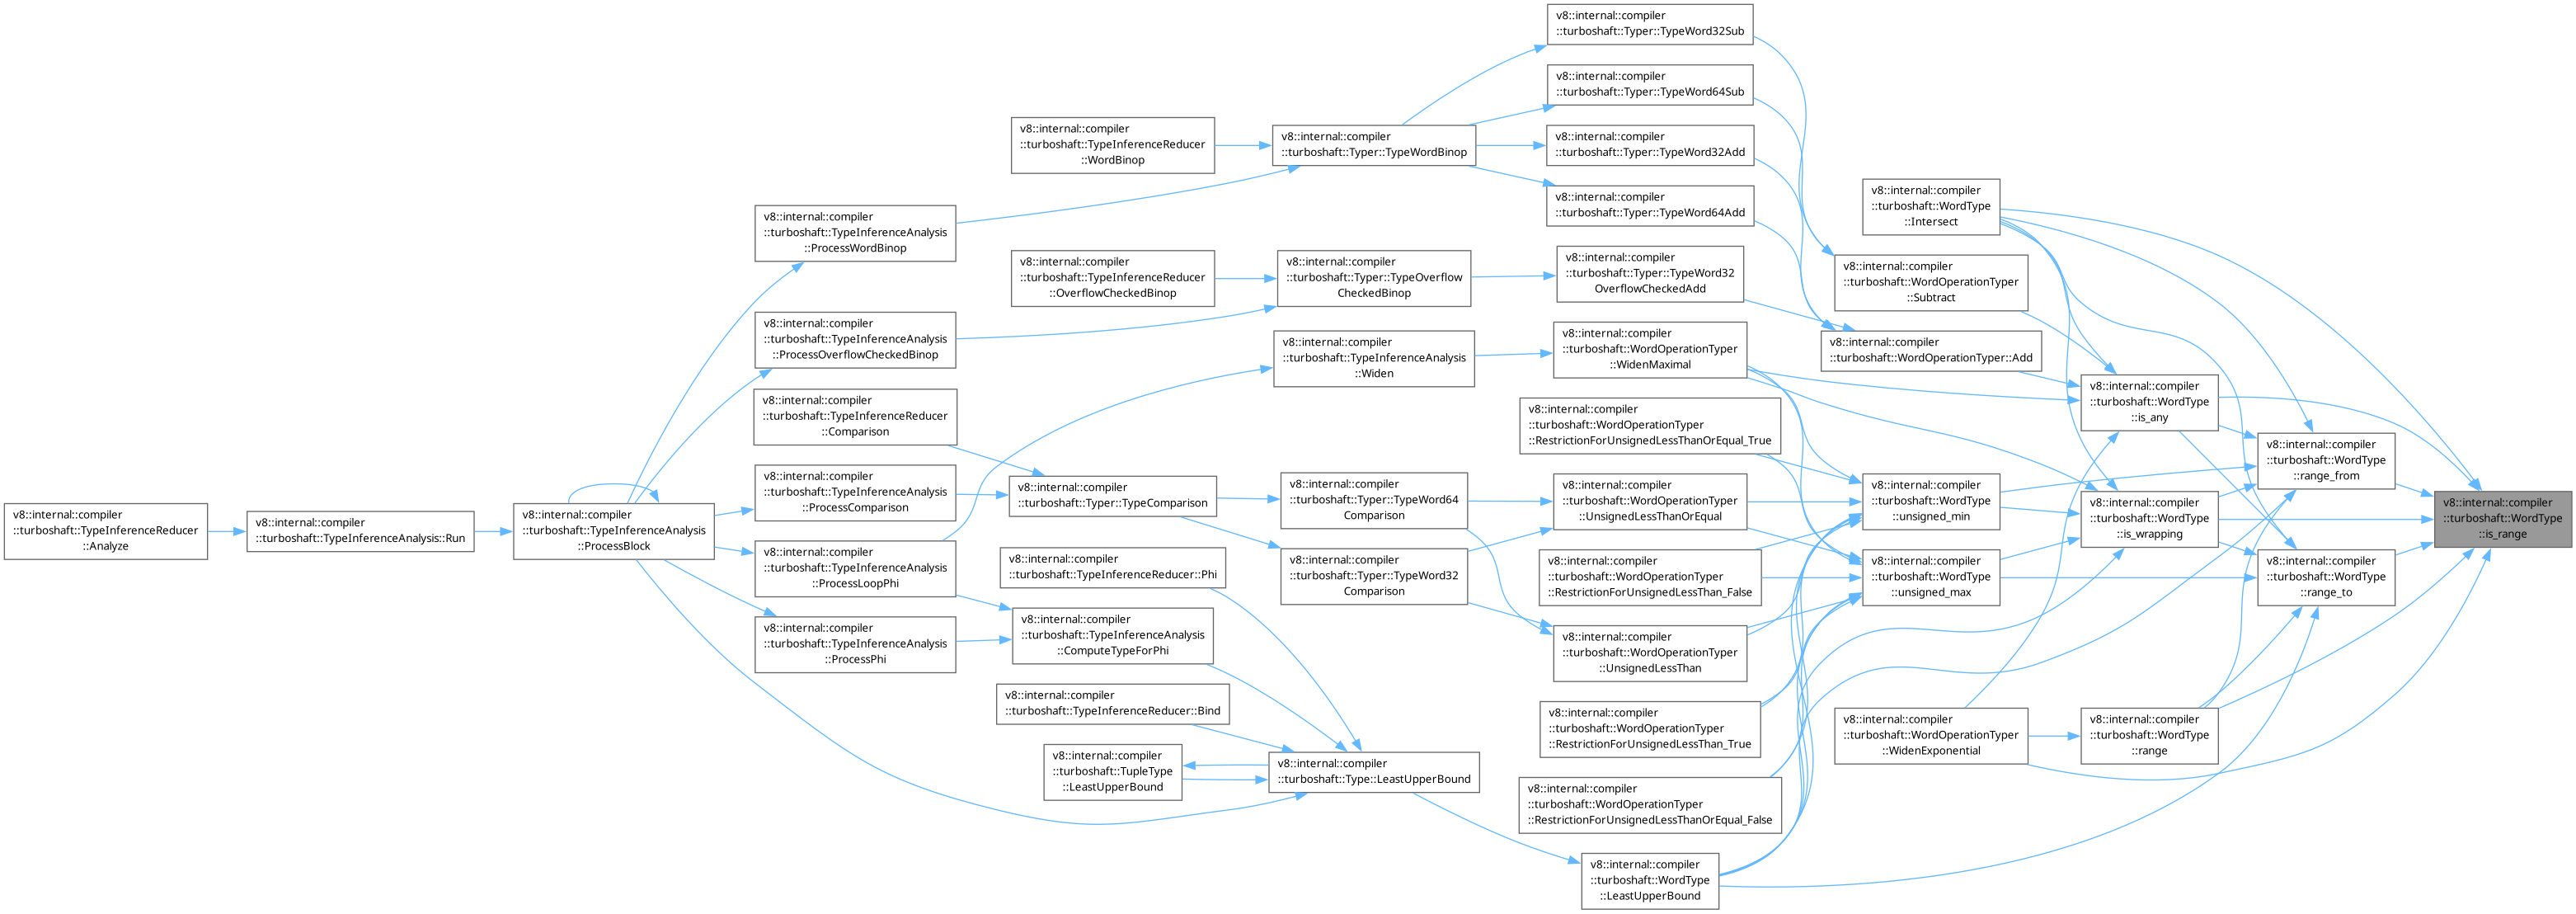 v8::internal::compiler
::turboshaft::TypeInferenceReducer
::Analyze
v8::internal::compiler
::turboshaft::TypeInferenceAnalysis::Run
v8::internal::compiler
::turboshaft::TypeInferenceAnalysis
::ProcessBlock
v8::internal::compiler
::turboshaft::TypeInferenceAnalysis
::ProcessWordBinop
v8::internal::compiler
::turboshaft::TypeInferenceAnalysis
::ProcessOverflowCheckedBinop
v8::internal::compiler
::turboshaft::TypeInferenceReducer
::Comparison
v8::internal::compiler
::turboshaft::TypeInferenceAnalysis
::ProcessComparison
v8::internal::compiler
::turboshaft::TypeInferenceAnalysis
::ProcessLoopPhi
v8::internal::compiler
::turboshaft::TypeInferenceAnalysis
::ProcessPhi
v8::internal::compiler
::turboshaft::TypeInferenceReducer
::WordBinop
v8::internal::compiler
::turboshaft::TypeInferenceReducer
::OverflowCheckedBinop
v8::internal::compiler
::turboshaft::Typer::TypeComparison
v8::internal::compiler
::turboshaft::TypeInferenceReducer::Phi
v8::internal::compiler
::turboshaft::TypeInferenceAnalysis
::ComputeTypeForPhi
v8::internal::compiler
::turboshaft::TypeInferenceReducer::Bind
v8::internal::compiler
::turboshaft::TupleType
::LeastUpperBound
v8::internal::compiler
::turboshaft::Typer::TypeWordBinop
v8::internal::compiler
::turboshaft::Typer::TypeOverflow
CheckedBinop
v8::internal::compiler
::turboshaft::TypeInferenceAnalysis
::Widen
v8::internal::compiler
::turboshaft::Typer::TypeWord64
Comparison
v8::internal::compiler
::turboshaft::Typer::TypeWord32
Comparison
v8::internal::compiler
::turboshaft::Type::LeastUpperBound
v8::internal::compiler
::turboshaft::Typer::TypeWord32Sub
v8::internal::compiler
::turboshaft::Typer::TypeWord64Sub
v8::internal::compiler
::turboshaft::Typer::TypeWord32Add
v8::internal::compiler
::turboshaft::Typer::TypeWord64Add
v8::internal::compiler
::turboshaft::Typer::TypeWord32
OverflowCheckedAdd
v8::internal::compiler
::turboshaft::WordOperationTyper
::WidenMaximal
v8::internal::compiler
::turboshaft::WordOperationTyper
::RestrictionForUnsignedLessThanOrEqual_True
v8::internal::compiler
::turboshaft::WordOperationTyper
::UnsignedLessThanOrEqual
v8::internal::compiler
::turboshaft::WordOperationTyper
::RestrictionForUnsignedLessThan_False
v8::internal::compiler
::turboshaft::WordOperationTyper
::UnsignedLessThan
v8::internal::compiler
::turboshaft::WordOperationTyper
::RestrictionForUnsignedLessThan_True
v8::internal::compiler
::turboshaft::WordOperationTyper
::RestrictionForUnsignedLessThanOrEqual_False
v8::internal::compiler
::turboshaft::WordType
::LeastUpperBound
v8::internal::compiler
::turboshaft::WordType
::Intersect
v8::internal::compiler
::turboshaft::WordOperationTyper
::Subtract
v8::internal::compiler
::turboshaft::WordOperationTyper::Add
v8::internal::compiler
::turboshaft::WordType
::unsigned_min
v8::internal::compiler
::turboshaft::WordType
::unsigned_max
v8::internal::compiler
::turboshaft::WordOperationTyper
::WidenExponential
v8::internal::compiler
::turboshaft::WordType
::is_any
v8::internal::compiler
::turboshaft::WordType
::is_wrapping
v8::internal::compiler
::turboshaft::WordType
::range
v8::internal::compiler
::turboshaft::WordType
::range_from
v8::internal::compiler
::turboshaft::WordType
::range_to
v8::internal::compiler
::turboshaft::WordType
::is_range